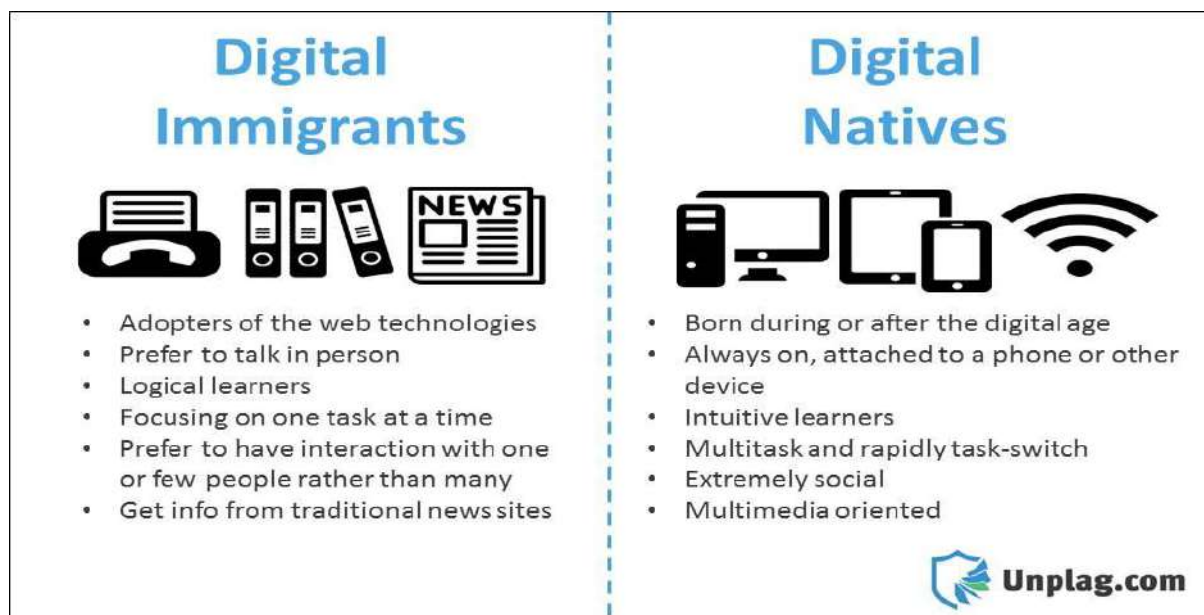 Digital
Immigrants
NEWS
• Adopters of the web technologies
• Prefer to talk in person
• Logical learners
• Focusing on one task at a time
• Prefer to have interaction with one
or few people rather than many
• Get info from traditional news sites
Digital
Natives
• Born during or after the digital age
• Always on, attached to a phone or other
device
• Intuitive learners
• Multitask and rapidly task-switch
• Extremely social
• Multimedia oriented
Unplag.com